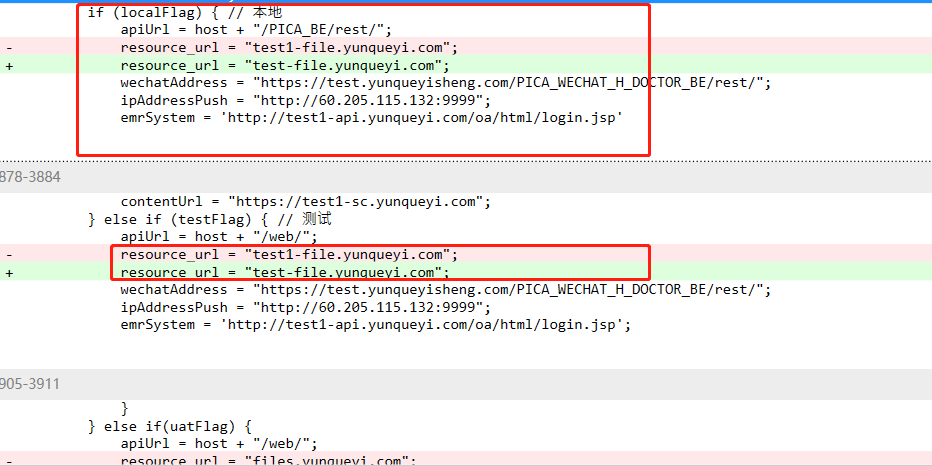 if (localFlag) { // 本地
apiUrl = host + "/PICA_BE/rest/";
- resource_url = "test1-file.yunqueyi.com";
+ resource_url = "test-file.yunqueyi.com";
wechatAddress = "https://test.yunqueyisheng.com/PICA_WECHAT_H_DOCTOR_BE/rest/";
ipAddressPush = "http://60.205.115.132:9999";
emrSystem = 'http://test1-api.yunqueyi.com/oa/html/login.jsp'
878-3884
contentUrl = "https://test1-sc.yunqueyi.com";
} else if (testFlag) { // 测试
apiUrl = host + "/web/";
- resource_url = "test1-file.yunqueyi.com";
+ resource_url = "test-file.yunqueyi.com";
wechatAddress = "https://test.yunqueyisheng.com/PICA_WECHAT_H_DOCTOR_BE/rest/";
ipAddressPush = "http://60.205.115.132:9999";
emrSystem = 'http://test1-api.yunqueyi.com/oa/html/login.jsp';
905-3911
}
} else if(uatFlag) {
apiUrl = host + "/web/";
- resource_url = "files.yunqueyi.com";